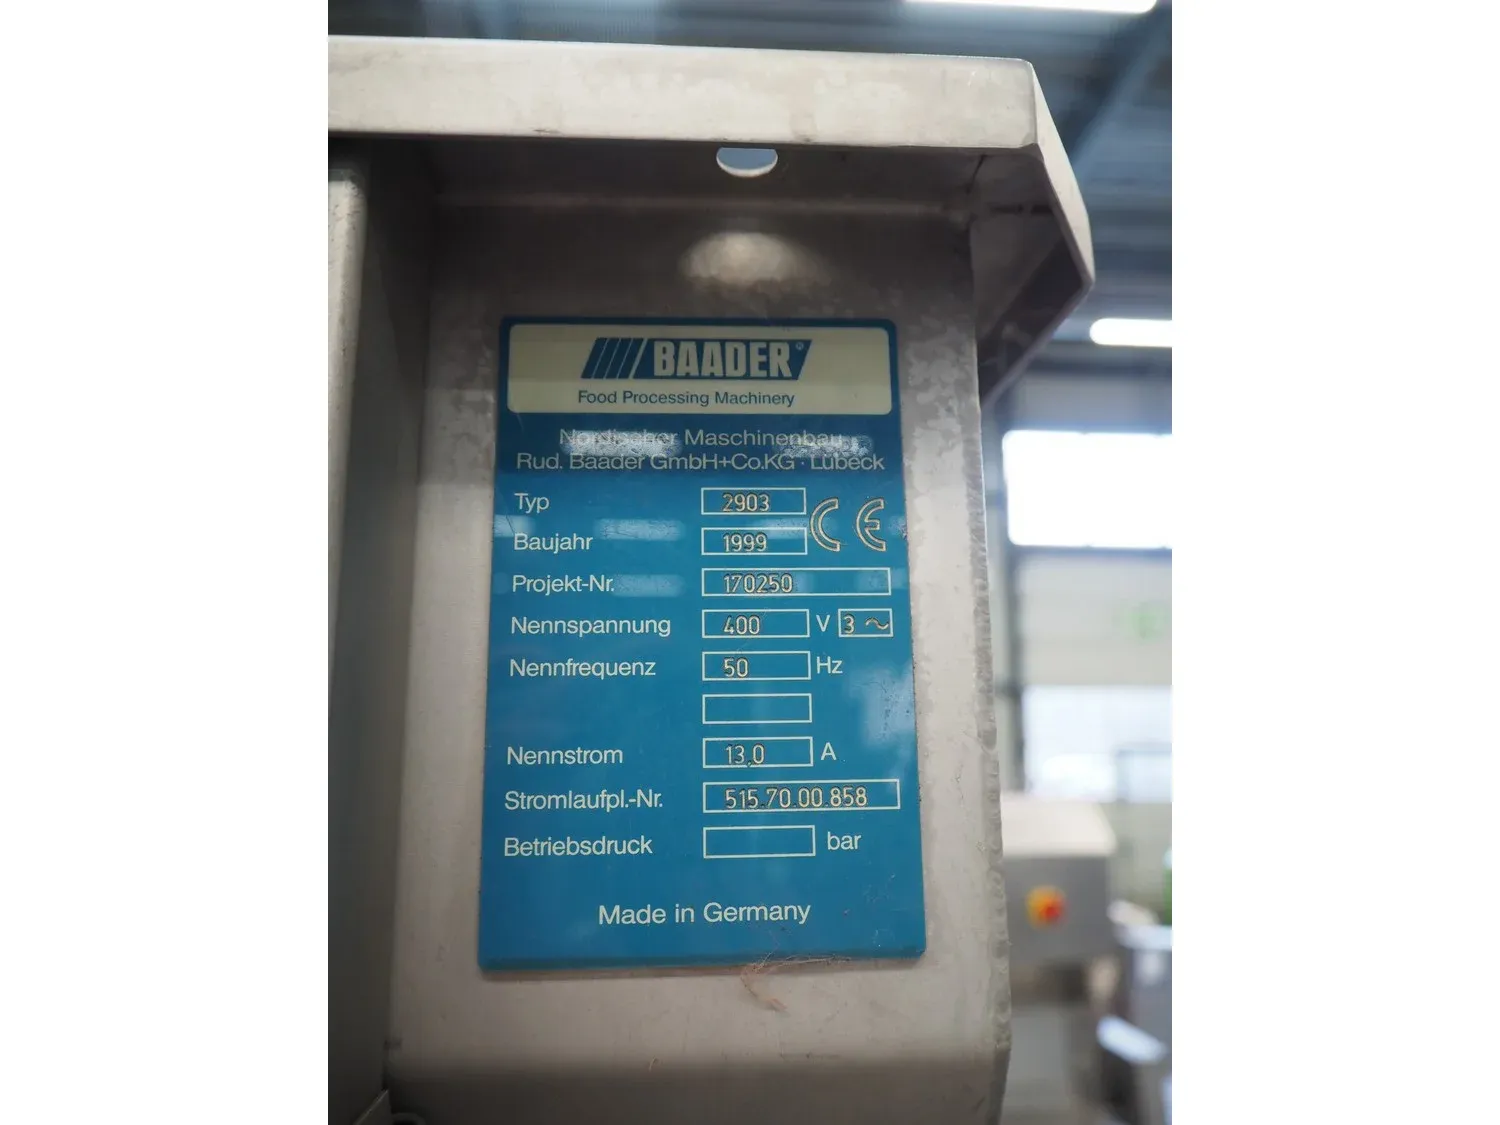 BAADER®
Food Processing Machinery
Nordischer Maschinenbau
Rud. Baader GmbH+Co.KG · Lübeck
Typ 2903 CE
Baujahr 1999
Projekt-Nr. 170250
Nennspannung 400 V 3 ~
Nennfrequenz 50 Hz
Nennstrom 13,0 A
Stromlaufpl.-Nr. 515.70.00.858
Betriebsdruck bar
Made in Germany